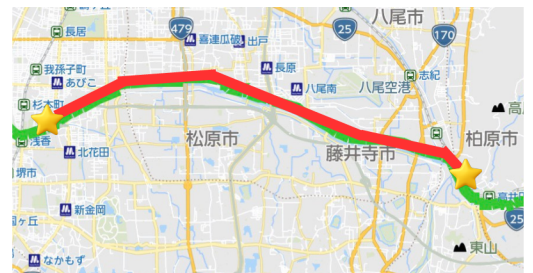 八尾市
長居
479
喜連瓜破
出戸
25
170
我孫子町
あびこ
長原
志紀
八尾南
八尾空港
杉本町
浅香
松原市
柏原市
北花田
藤井寺市
堺市
新金岡
25
東山
なかもず